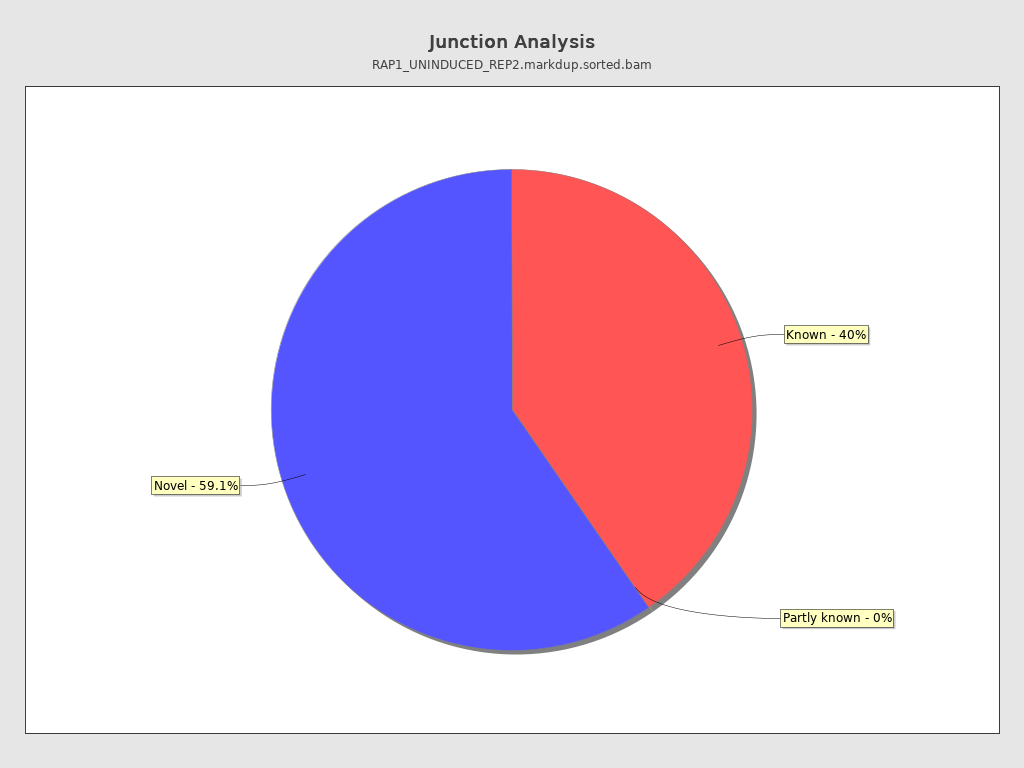 Junction Analysis
RAP1_UNINDUCED_REP2.markdup.sorted.bam
Known - 40%
Novel - 59.1%
Partly known - 0%